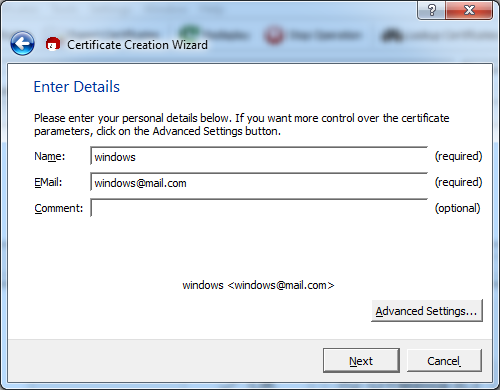 Certificate Creation Wizard
Enter Details
Please enter your personal details below. If you want more control over the certificate
parameters, click on the Advanced Settings button.
Name: windows (required)
EMail: windows@mail.com (required)
Comment: (optional)
windows <windows@mail.com>
Advanced Settings...
Next Cancel